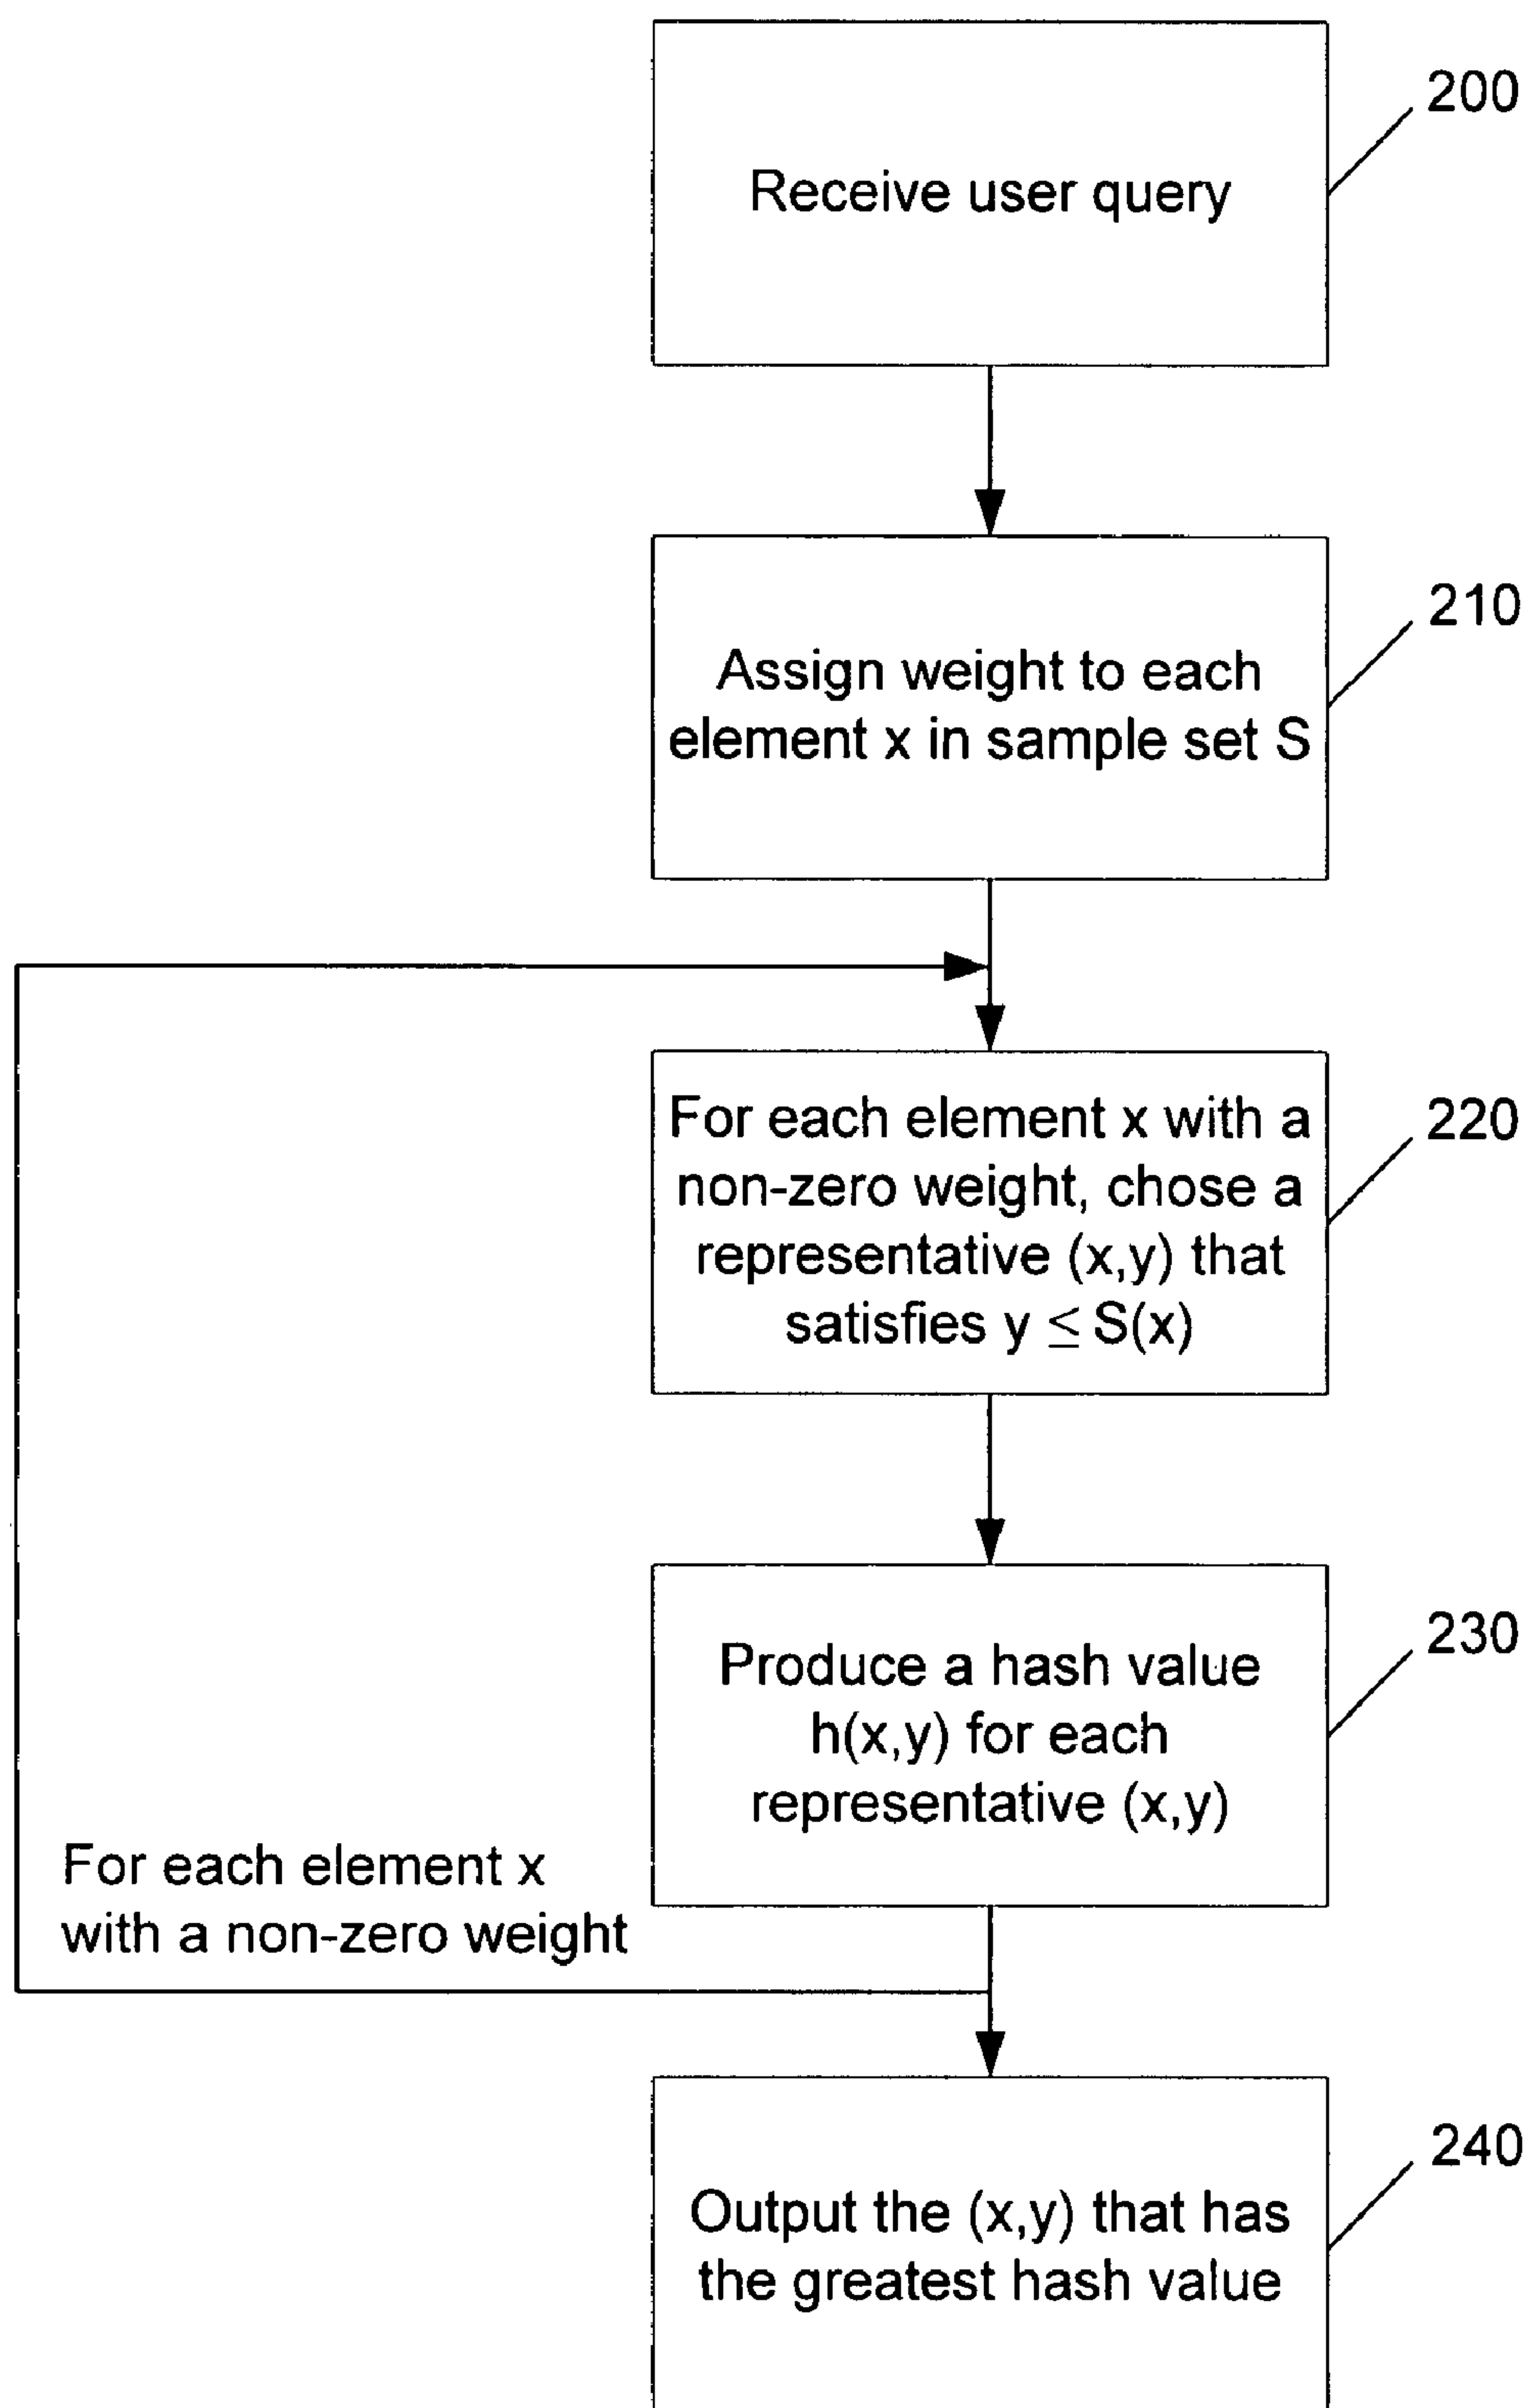 200
Receive user query
210
Assign weight to each
element x in sample set S
220
For each element x with a
non-zero weight, chose a
representative (x,y) that
satisfies y ≤ S(x)
230
Produce a hash value
h(x,y) for each
representative (x,y)
For each element x
with a non-zero weight
240
Output the (x,y) that has
the greatest hash value